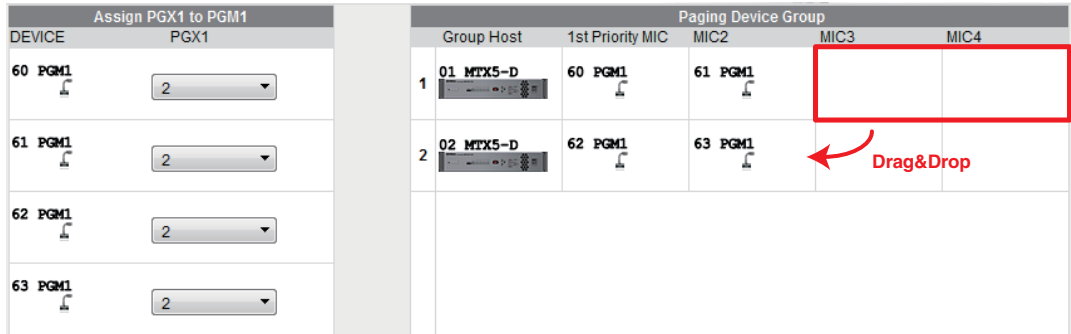 Assign PGX1 to PGM1
DEVICE PGX1
60 PGM1
2
61 PGM1
2
62 PGM1
2
63 PGM1
2
Paging Device Group
Group Host 1st Priority MIC MIC2 MIC3 MIC4
1 01 MTX5-D 60 PGM1 61 PGM1
2 02 MTX5-D 62 PGM1 63 PGM1
Drag&Drop